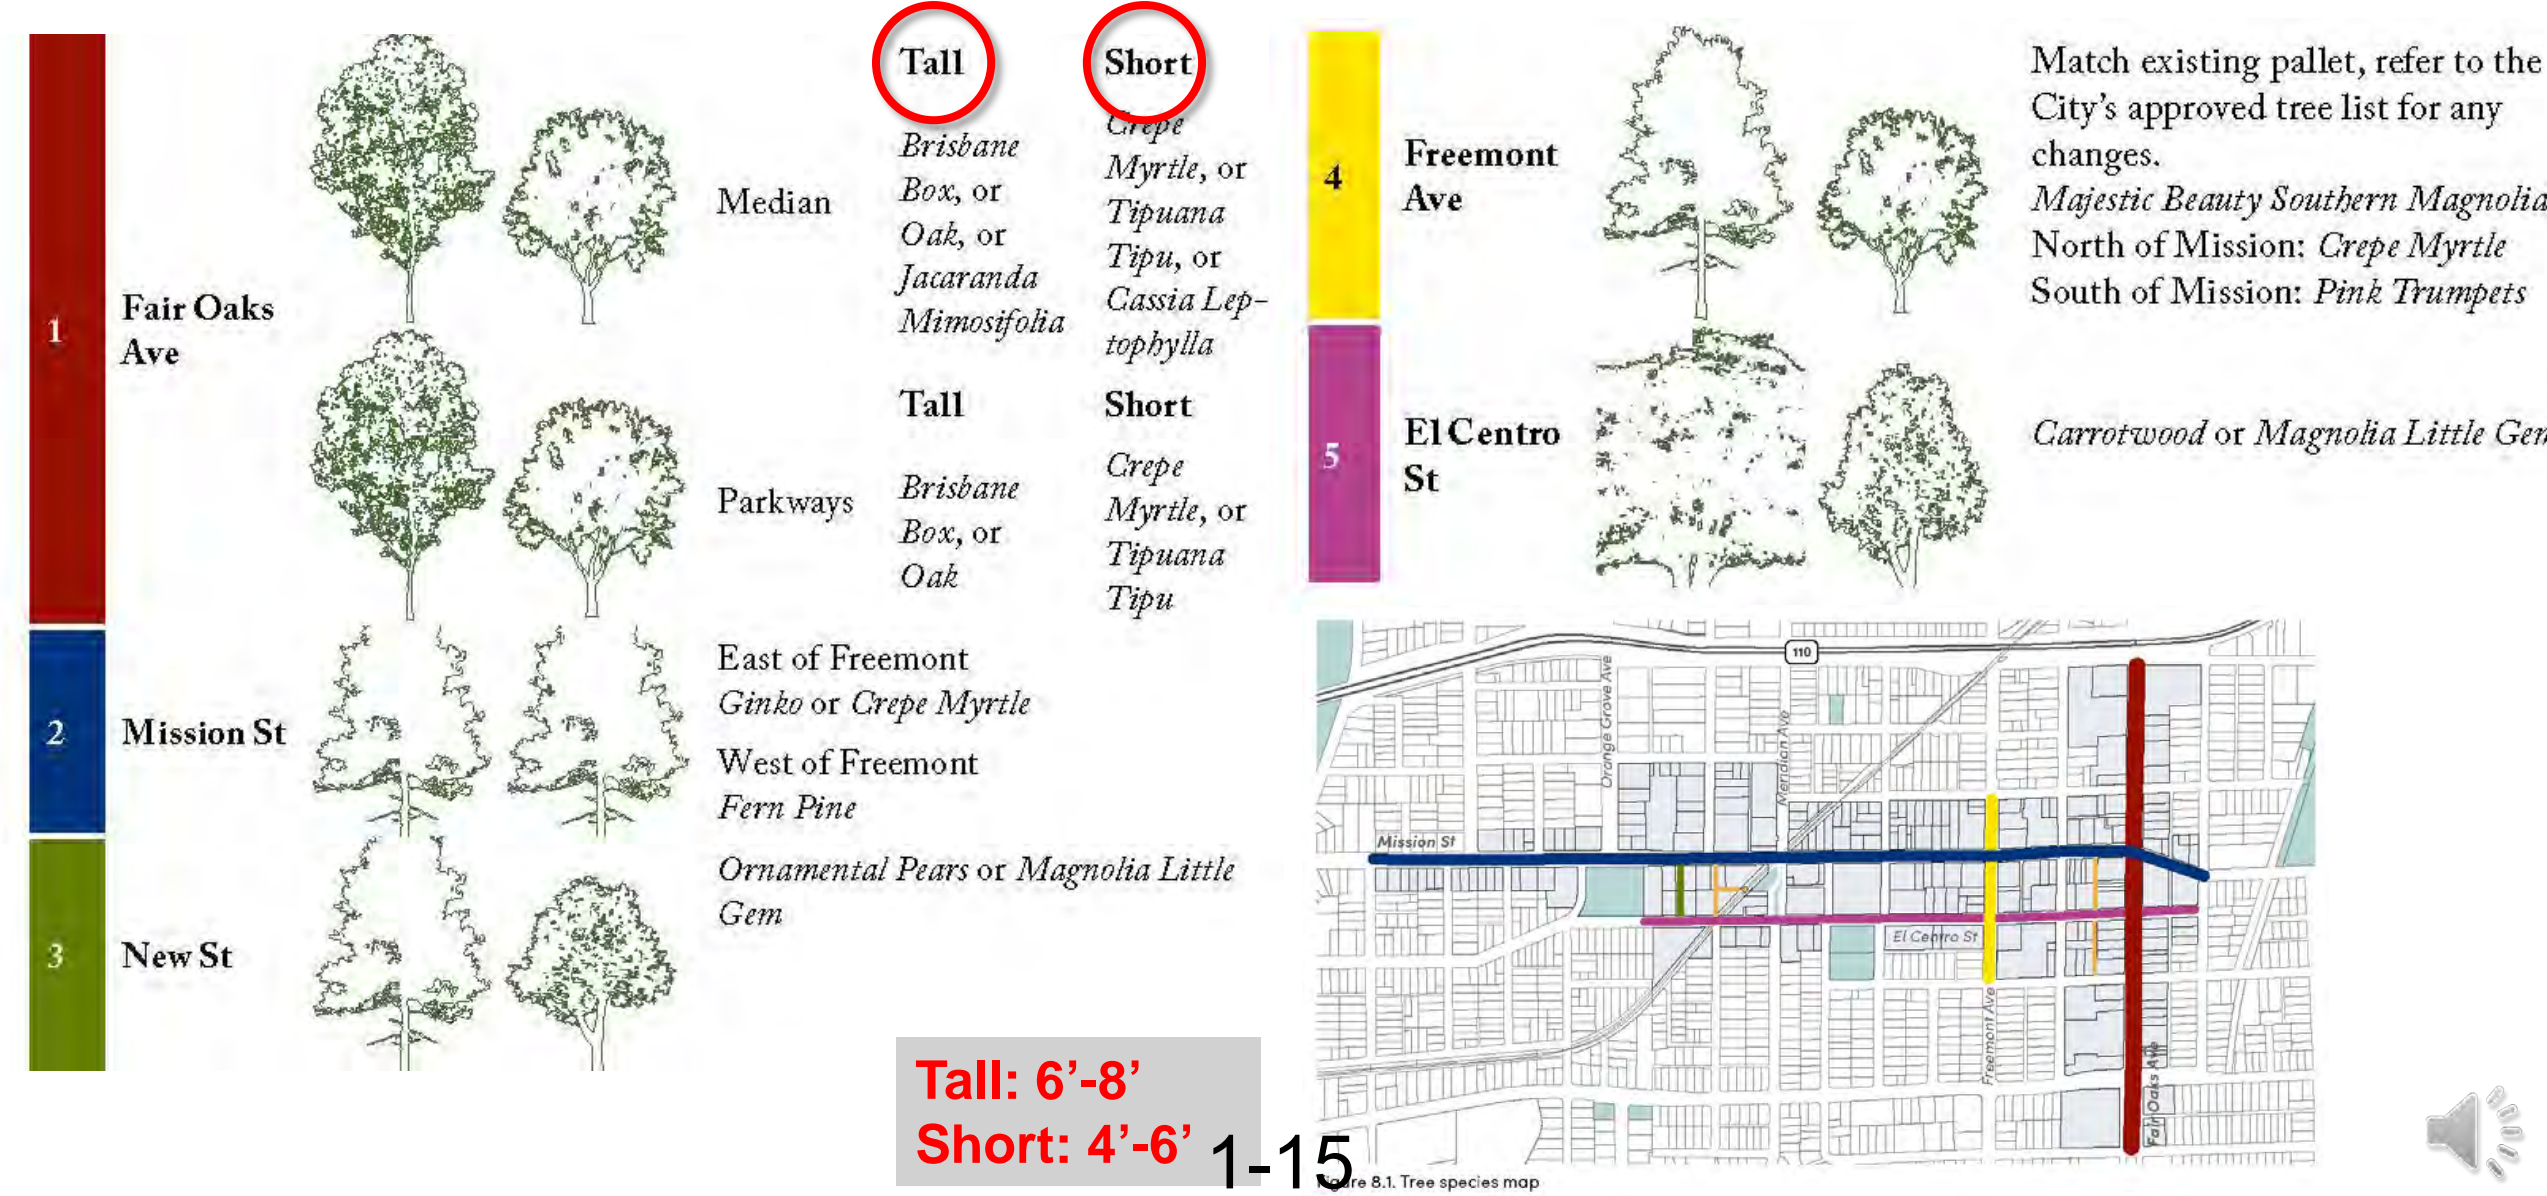 1
Fair Oaks
Ave
Median
Tall
Brisbane
Box, or
Oak, or
Jacaranda
Mimosifolia
Short
Crepe
Myrtle, or
Tipuana
Tipu, or
Cassia Lep-
tophylla
Parkways
Tall
Brisbane
Box, or
Oak
Short
Crepe
Myrtle, or
Tipuana
Tipu
2
Mission St
East of Freemont
Ginko or Crepe Myrtle
West of Freemont
Fern Pine
3
New St
Ornamental Pears or Magnolia Little
Gem
Tall: 6’-8’
Short: 4’-6’
1-15
4
Freemont
Ave
Match existing pallet, refer to the
City’s approved tree list for any
changes.
Majestic Beauty Southern Magnolia
North of Mission: Crepe Myrtle
South of Mission: Pink Trumpets
5
El Centro
St
Carrotwood or Magnolia Little Gem
110
Orange Grove Ave
Meridian Ave
Mission St
El Centro St
Freemont Ave
Fair Oaks Ave
Figure 8.1. Tree species map